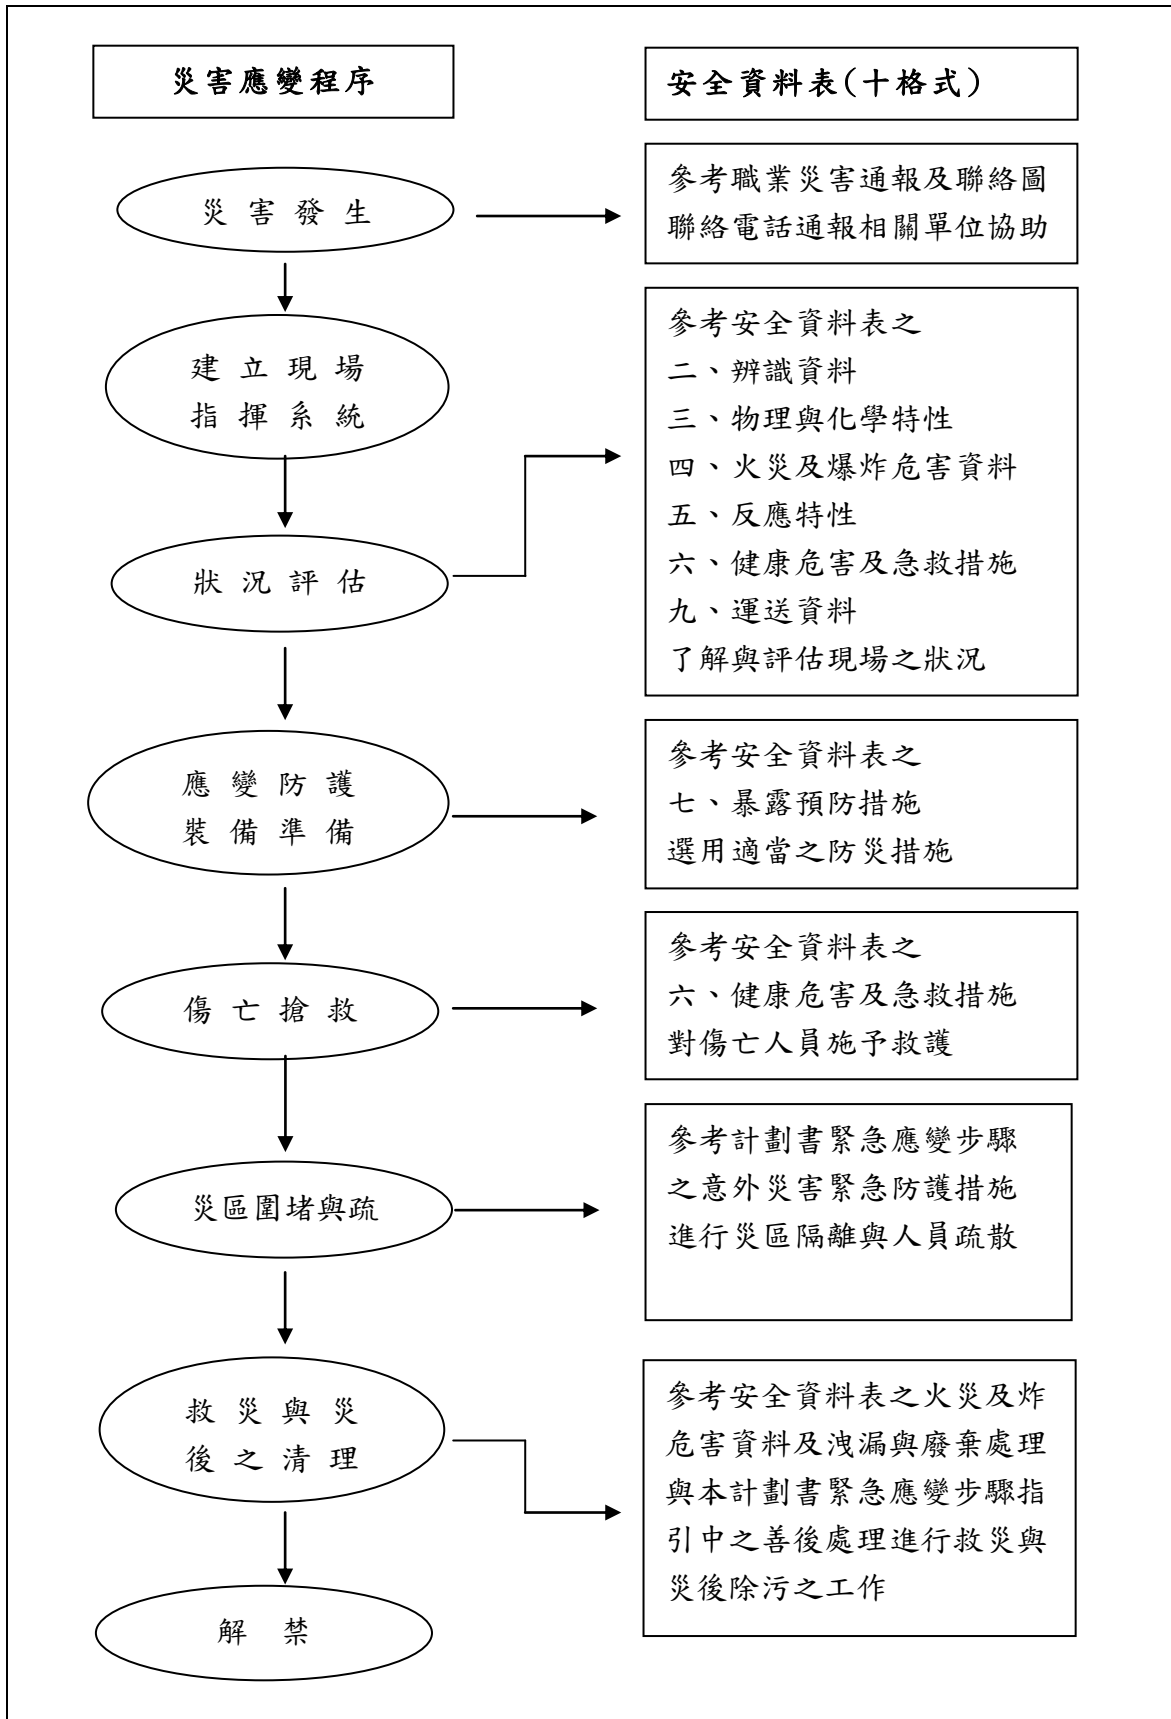 災害應變程序
安全資料表(十格式)
災害發生
參考職業災害通報及聯絡圖
聯絡電話通報相關單位協助
建立現場
指揮系統
狀況評估
參考安全資料表之
二、辨識資料
三、物理與化學特性
四、火災及爆炸危害資料
五、反應特性
六、健康危害及急救措施
九、運送資料
了解與評估現場之狀況
應變防護
裝備準備
參考安全資料表之
七、暴露預防措施
選用適當之防災措施
傷亡搶救
參考安全資料表之
六、健康危害及急救措施
對傷亡人員施予救護
災區圍堵與疏
參考計劃書緊急應變步驟
之意外災害緊急防護措施
進行災區隔離與人員疏散
救災與災
後之清理
參考安全資料表之火災及炸
危害資料及洩漏與廢棄處理
與本計劃書緊急應變步驟指
引中之善後處理進行救災與
災後除污之工作
解禁